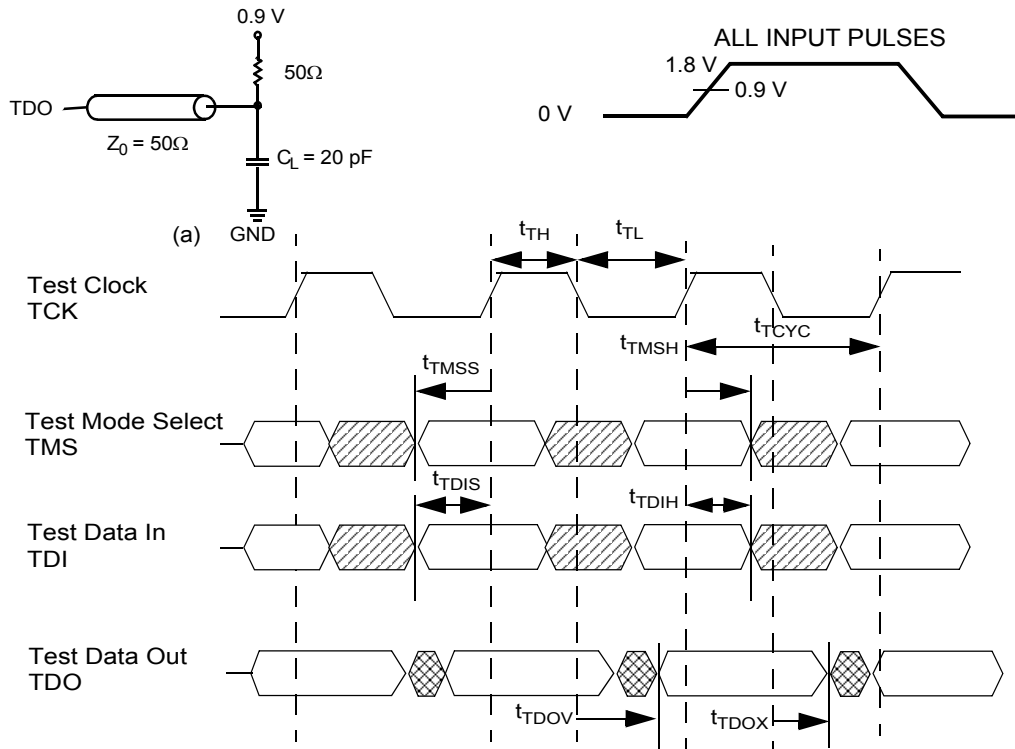 0.9 V
50Ω
TDO
Z0 = 50Ω
CL = 20 pF
(a) GND
ALL INPUT PULSES
1.8 V
0.9 V
0 V
tTH
tTL
Test Clock
TCK
tTMSH
tTCYC
tTMSS
Test Mode Select
TMS
tTDIS
tTDIH
Test Data In
TDI
Test Data Out
TDO
tTDOV
tTDOX